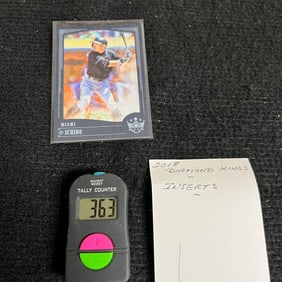 MIAMI
ICHIRO
TALLY COUNTER
363
+
2018
DIAMOND KINGS
-
INSERTS
-